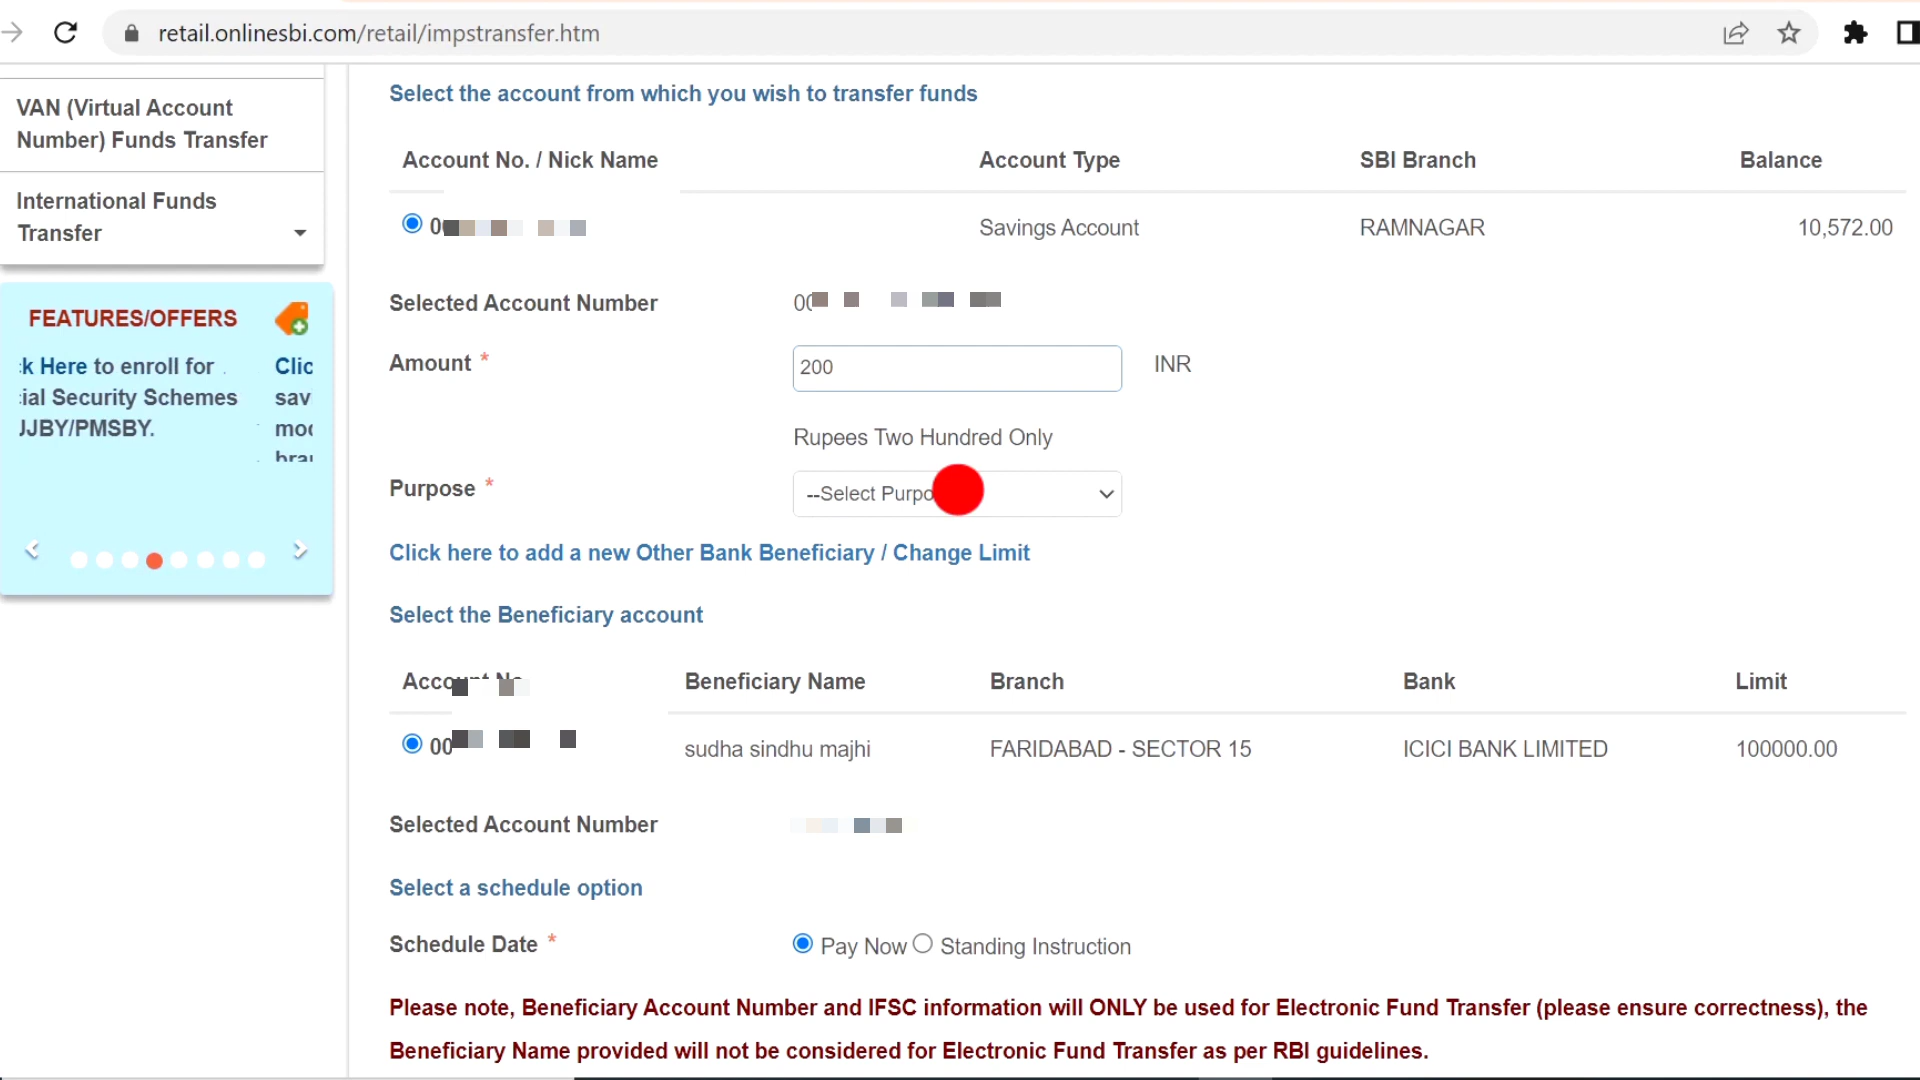 retail.onlinesbi.com/retail/impstransfer.htm
VAN (Virtual Account
Number) Funds Transfer
International Funds
Transfer
FEATURES/OFFERS
k Here to enroll for
ial Security Schemes
JJBY/PMSBY.
Clic
sav
mod
brai
Select the account from which you wish to transfer funds
Account No. / Nick Name Account Type SBI Branch Balance
0 Savings Account RAMNAGAR 10,572.00
Selected Account Number 00
Amount * 200 INR
Rupees Two Hundred Only
Purpose * --Select Purpo
Click here to add a new Other Bank Beneficiary / Change Limit
Select the Beneficiary account
Account No Beneficiary Name Branch Bank Limit
00 sudha sindhu majhi FARIDABAD - SECTOR 15 ICICI BANK LIMITED 100000.00
Selected Account Number
Select a schedule option
Schedule Date * Pay Now Standing Instruction
Please note, Beneficiary Account Number and IFSC information will ONLY be used for Electronic Fund Transfer (please ensure correctness), the
Beneficiary Name provided will not be considered for Electronic Fund Transfer as per RBI guidelines.